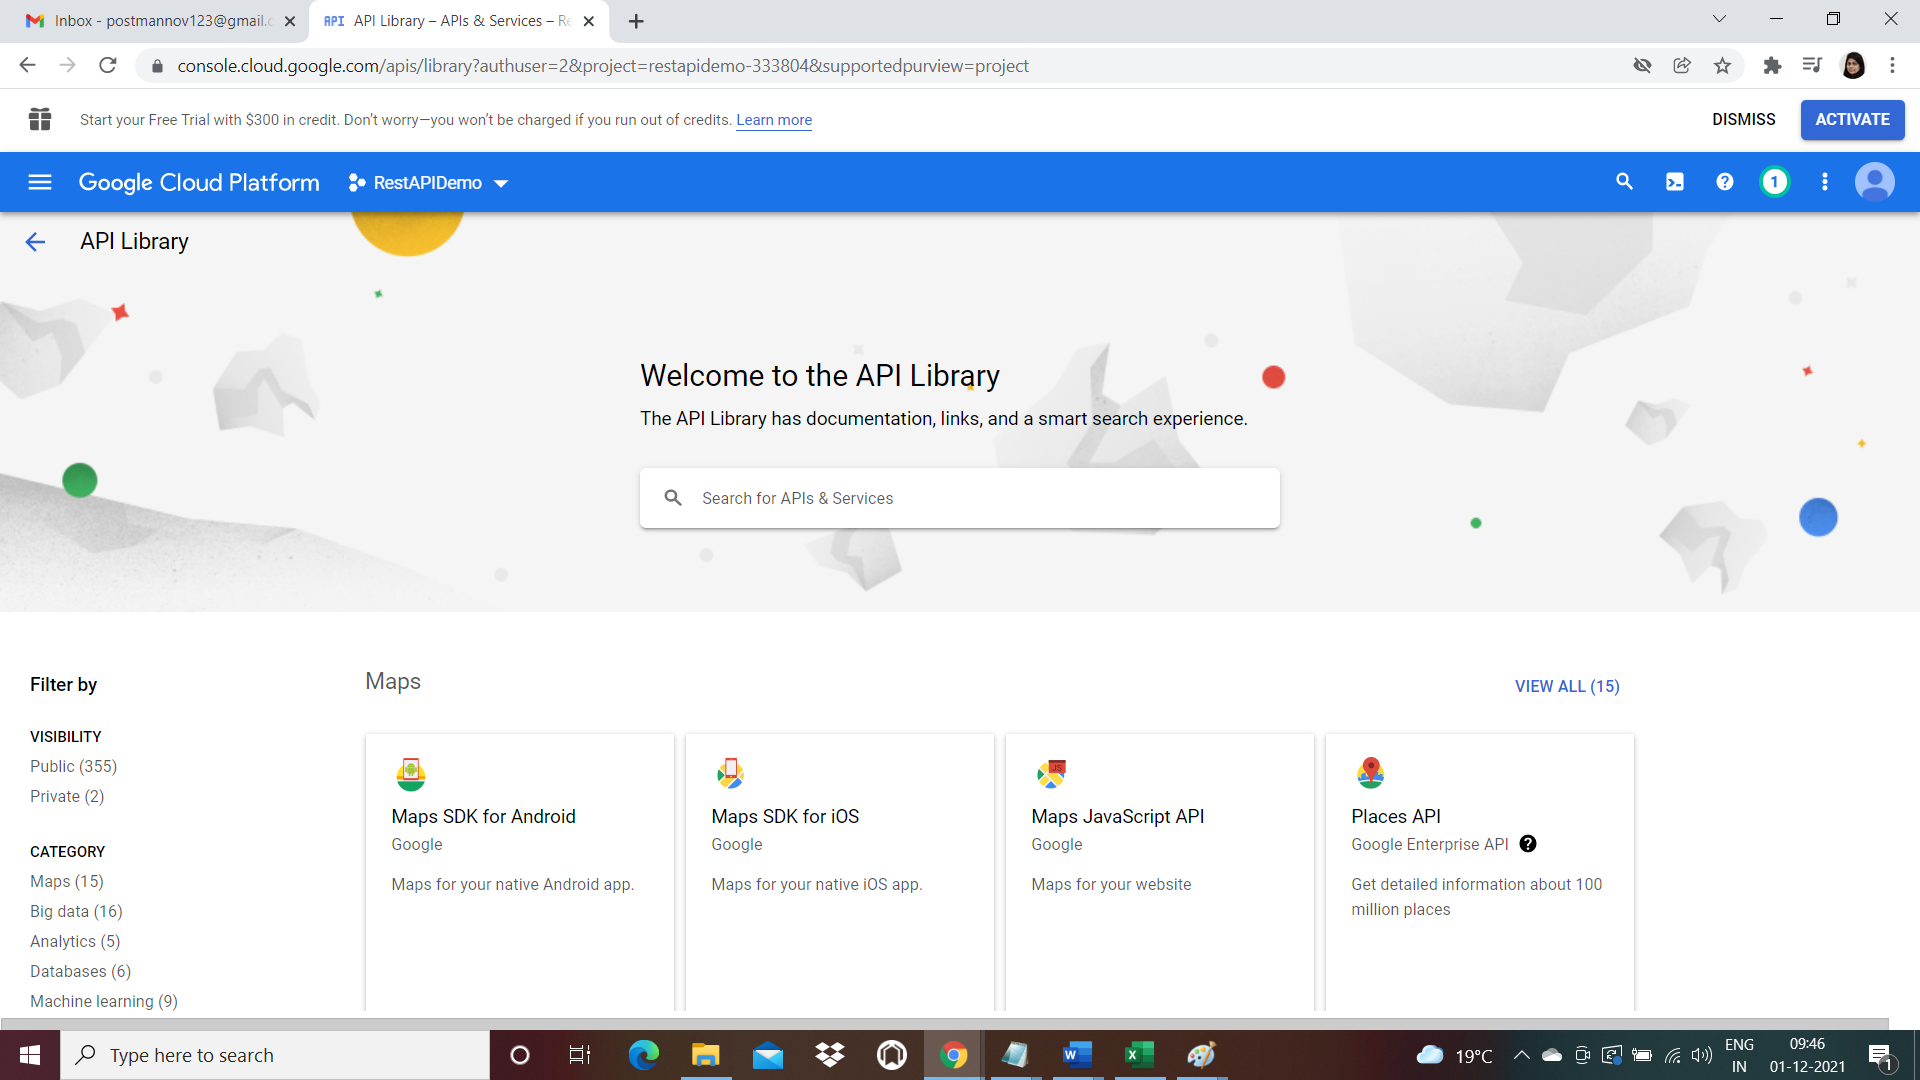 Inbox - postmannov123@gmail.c
API API Library – APIs & Services – Re
console.cloud.google.com/apis/library?authuser=2&project=restapidemo-333804&supportedpurview=project
Start your Free Trial with $300 in credit. Don't worry—you won't be charged if you run out of credits. Learn more
DISMISS
ACTIVATE
Google Cloud Platform
RestAPIDemo
1
API Library
Welcome to the API Library
The API Library has documentation, links, and a smart search experience.
Search for APIs & Services
Filter by
VISIBILITY
Public (355)
Private (2)
CATEGORY
Maps (15)
Big data (16)
Analytics (5)
Databases (6)
Machine learning (9)
Maps
VIEW ALL (15)
Maps SDK for Android
Google
Maps for your native Android app.
Maps SDK for iOS
Google
Maps for your native iOS app.
JS
Maps JavaScript API
Google
Maps for your website
Places API
Google Enterprise API
Get detailed information about 100
million places
Type here to search
19°C
ENG
IN
09:46
01-12-2021
1